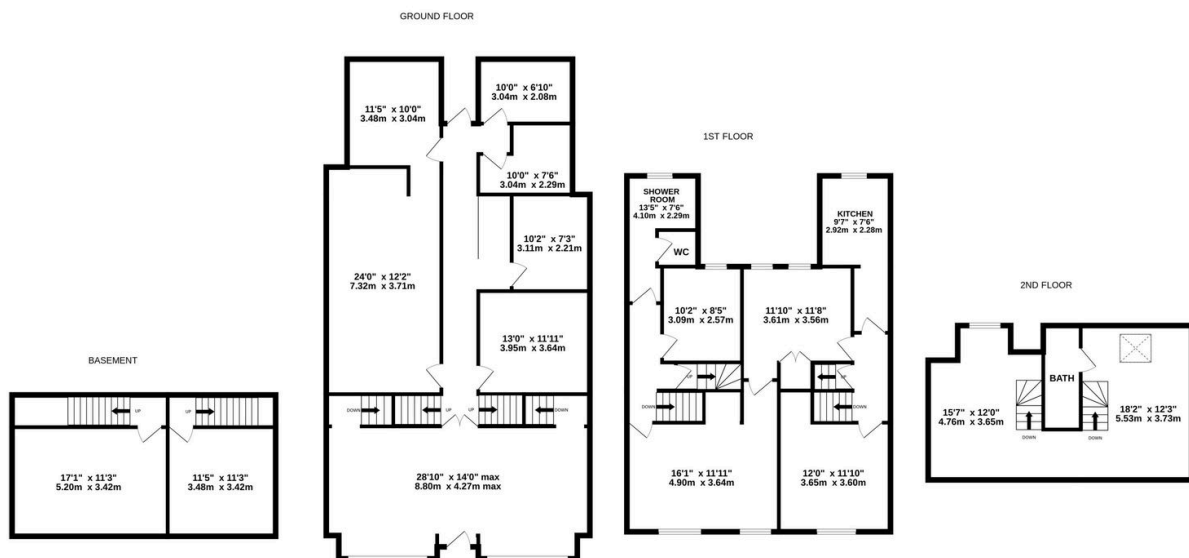 BASEMENT
UP
UP
17'1" x 11'3"
5.20m x 3.42m
11'5" x 11'3"
3.48m x 3.42m
GROUND FLOOR
11'5" x 10'0"
3.48m x 3.04m
10'0" x 6'10"
3.04m x 2.08m
10'0" x 7'6"
3.04m x 2.29m
10'2" x 7'3"
3.11m x 2.21m
24'0" x 12'2"
7.32m x 3.71m
13'0" x 11'11"
3.95m x 3.64m
DOWN
UP
UP
DOWN
28'10" x 14'0" max
8.80m x 4.27m max
1ST FLOOR
SHOWER
ROOM
13'5" x 7'6"
4.10m x 2.29m
WC
KITCHEN
9'7" x 7'6"
2.92m x 2.28m
10'2" x 8'5"
3.09m x 2.57m
11'10" x 11'8"
3.61m x 3.56m
UP
UP
DOWN
DOWN
16'1" x 11'11"
4.90m x 3.64m
12'0" x 11'10"
3.65m x 3.60m
2ND FLOOR
BATH
15'7" x 12'0"
4.76m x 3.65m
18'2" x 12'3"
5.53m x 3.73m
DOWN
DOWN